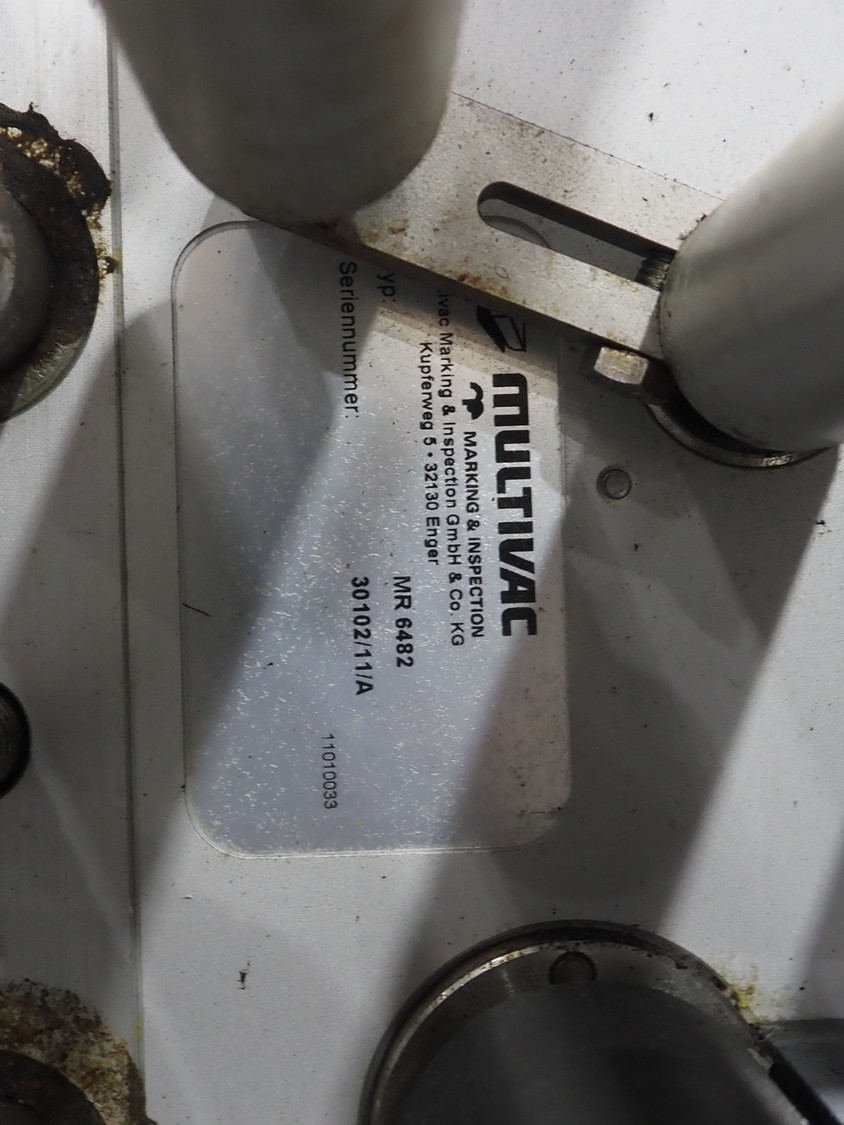 MULTIVAC
MARKING & INSPECTION
ivac Marking & Inspection GmbH & Co. KG
Kupferweg 5 • 32130 Enger
yp: MR 6482
Seriennummer: 30102/11/A
11010033